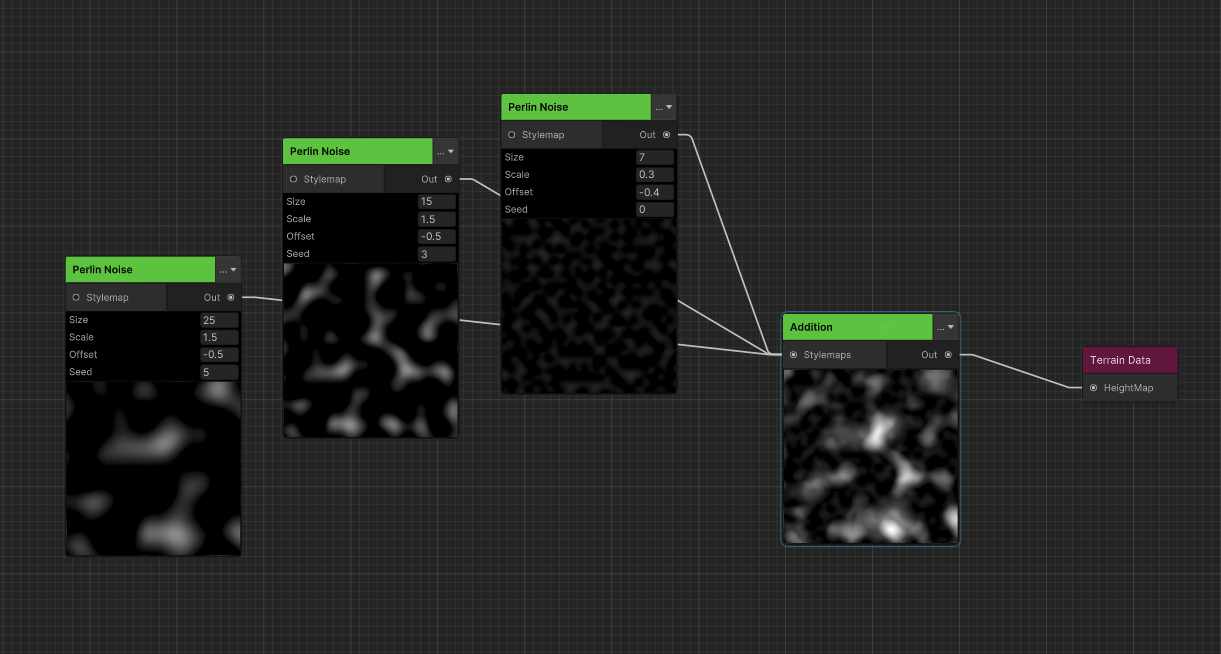 Perlin Noise ...
Stylemap Out
Size 7
Scale 0.3
Offset -0.4
Seed 0
Perlin Noise ...
Stylemap Out
Size 15
Scale 1.5
Offset -0.5
Seed 3
Perlin Noise ...
Stylemap Out
Size 25
Scale 1.5
Offset -0.5
Seed 5
Addition ...
Stylemaps Out
Terrain Data
HeightMap